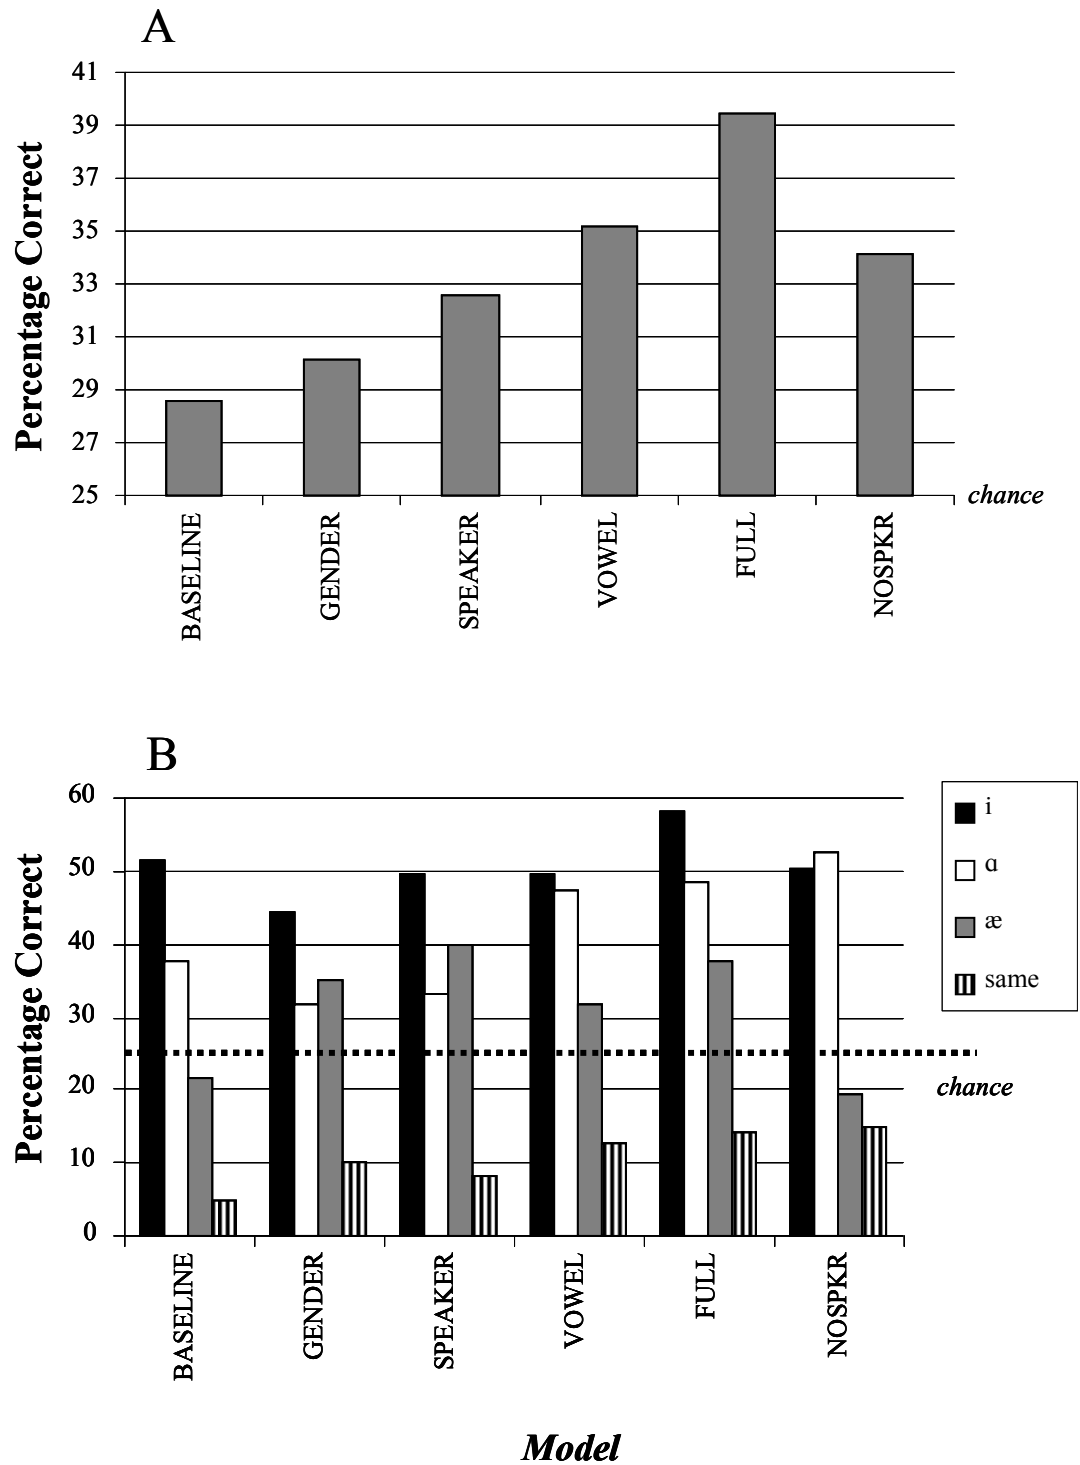 A
Percentage Correct
41
39
37
35
33
31
29
27
25
chance
BASELINE
GENDER
SPEAKER
VOWEL
FULL
NOSPKR
B
Percentage Correct
60
50
40
30
20
10
0
i
ɑ
æ
same
chance
BASELINE
GENDER
SPEAKER
VOWEL
FULL
NOSPKR
Model